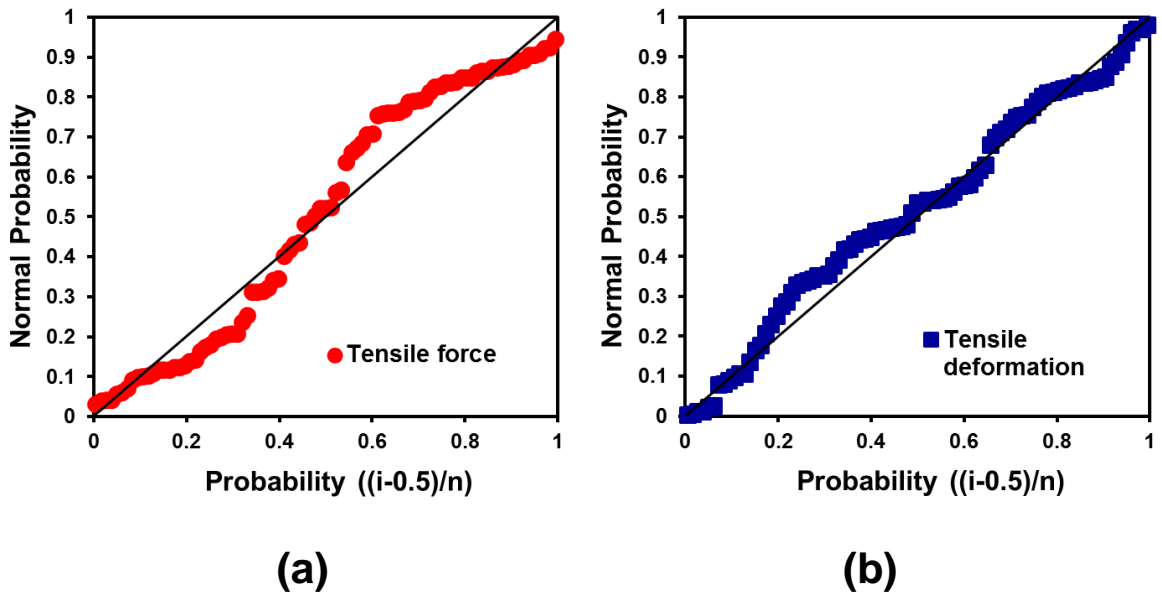 Normal Probability
1
0.9
0.8
0.7
0.6
0.5
0.4
0.3
0.2
0.1
0
Tensile force
0 0.2 0.4 0.6 0.8 1
Probability ((i-0.5)/n)
(a)
Normal Probability
1
0.9
0.8
0.7
0.6
0.5
0.4
0.3
0.2
0.1
0
Tensile
deformation
0 0.2 0.4 0.6 0.8 1
Probability ((i-0.5)/n)
(b)